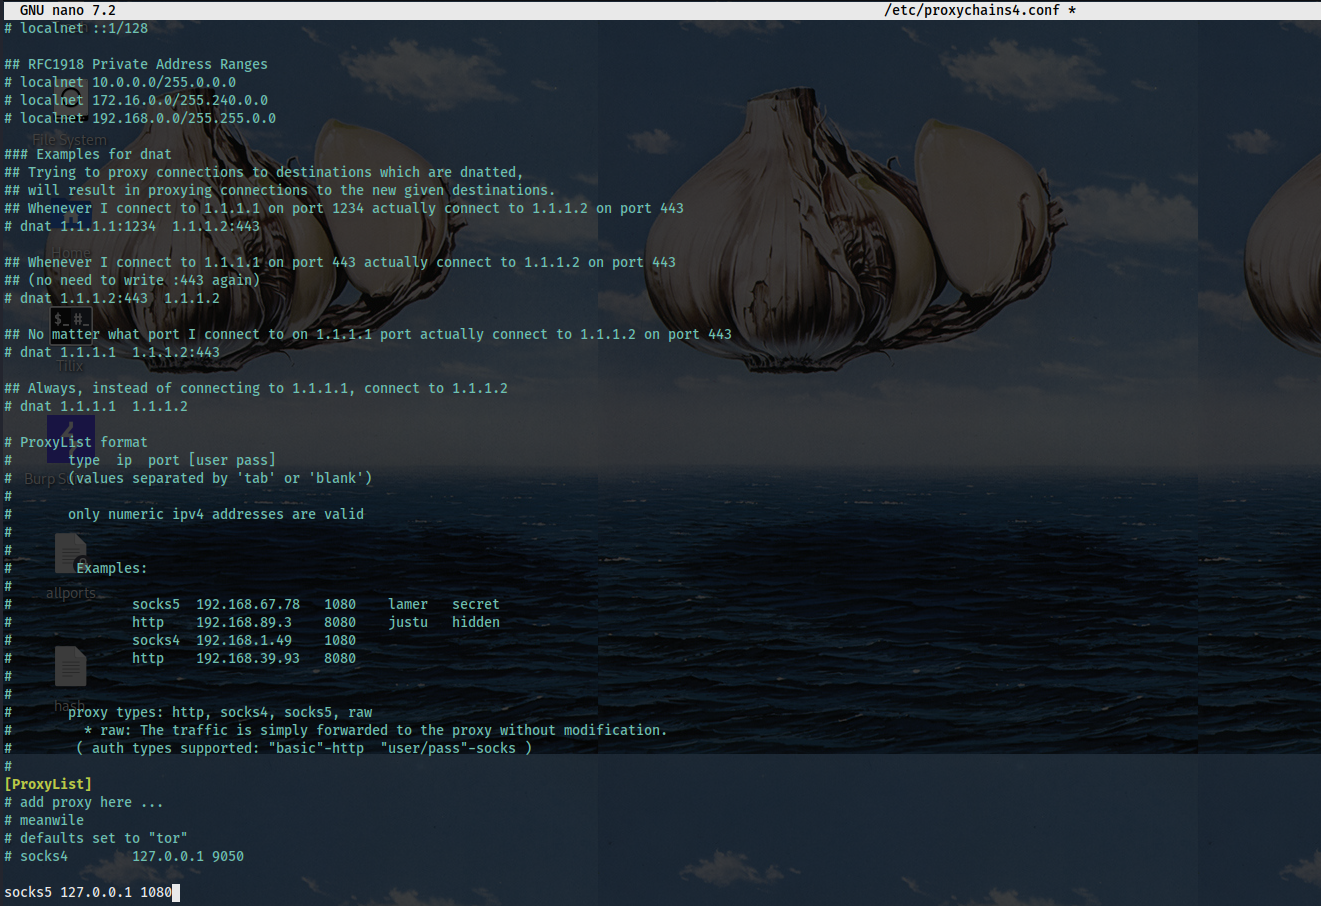 GNU nano 7.2 /etc/proxychains4.conf *
# localnet ::1/128
## RFC1918 Private Address Ranges
# localnet 10.0.0.0/255.0.0.0
# localnet 172.16.0.0/255.240.0.0
# localnet 192.168.0.0/255.255.0.0
File System
### Examples for dnat
## Trying to proxy connections to destinations which are dnatted,
## will result in proxying connections to the new given destinations.
## Whenever I connect to 1.1.1.1 on port 1234 actually connect to 1.1.1.2 on port 443
# dnat 1.1.1.1:1234  1.1.1.2:443
Home
## Whenever I connect to 1.1.1.1 on port 443 actually connect to 1.1.1.2 on port 443
## (no need to write :443 again)
# dnat 1.1.1.2:443  1.1.1.2
$_ #_
## No matter what port I connect to on 1.1.1.1 port actually connect to 1.1.1.2 on port 443
# dnat 1.1.1.1  1.1.1.2:443
Tilix
## Always, instead of connecting to 1.1.1.1, connect to 1.1.1.2
# dnat 1.1.1.1  1.1.1.2
# ProxyList format
#       type  ip  port [user pass]
#       (values separated by 'tab' or 'blank')
Burp S
#
#       only numeric ipv4 addresses are valid
#
#
#        Examples:
#
allports
#               socks5  192.168.67.78   1080    lamer   secret
#               http    192.168.89.3    8080    justu   hidden
#               socks4  192.168.1.49    1080
#               http    192.168.39.93   8080
#
#
hash
#       proxy types: http, socks4, socks5, raw
#         * raw: The traffic is simply forwarded to the proxy without modification.
#        ( auth types supported: "basic"-http  "user/pass"-socks )
#
[ProxyList]
# add proxy here ...
# meanwile
# defaults set to "tor"
# socks4        127.0.0.1 9050
socks5 127.0.0.1 1080